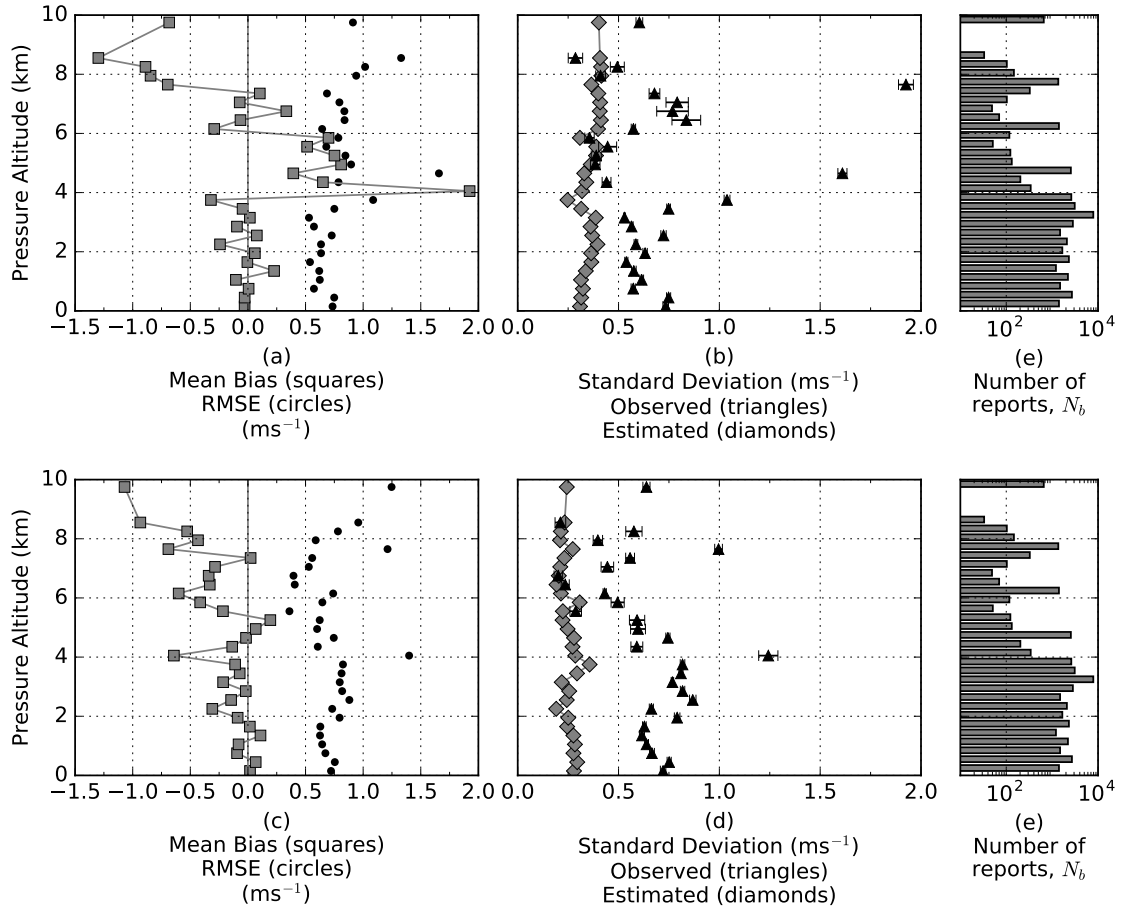 Pressure Altitude (km)
10
8
6
4
2
0
−1.5 −1.0 −0.5 0.0 0.5 1.0 1.5 2.0
(a)
Mean Bias (squares)
RMSE (circles)
(ms⁻¹)
0.0 0.5 1.0 1.5 2.0
(b)
Standard Deviation (ms⁻¹)
Observed (triangles)
Estimated (diamonds)
10² 10⁴
(e)
Number of
reports, N_b
Pressure Altitude (km)
10
8
6
4
2
0
−1.5 −1.0 −0.5 0.0 0.5 1.0 1.5 2.0
(c)
Mean Bias (squares)
RMSE (circles)
(ms⁻¹)
0.0 0.5 1.0 1.5 2.0
(d)
Standard Deviation (ms⁻¹)
Observed (triangles)
Estimated (diamonds)
10² 10⁴
(e)
Number of
reports, N_b